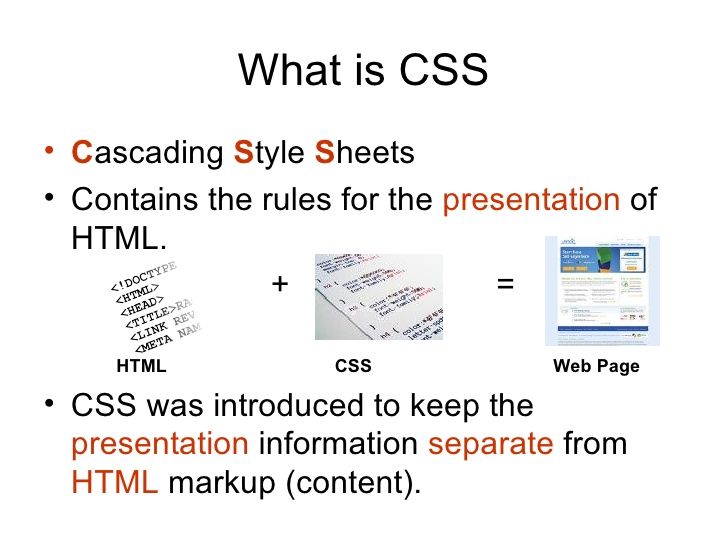 What is CSS
• Cascading Style Sheets
• Contains the rules for the presentation of
HTML.
<!DOCTYPE
<HTML>
<HEAD>
<TITLE>RA
<LINK REV
<META NAM
+
=
HTML
CSS
Web Page
• CSS was introduced to keep the
presentation information separate from
HTML markup (content).